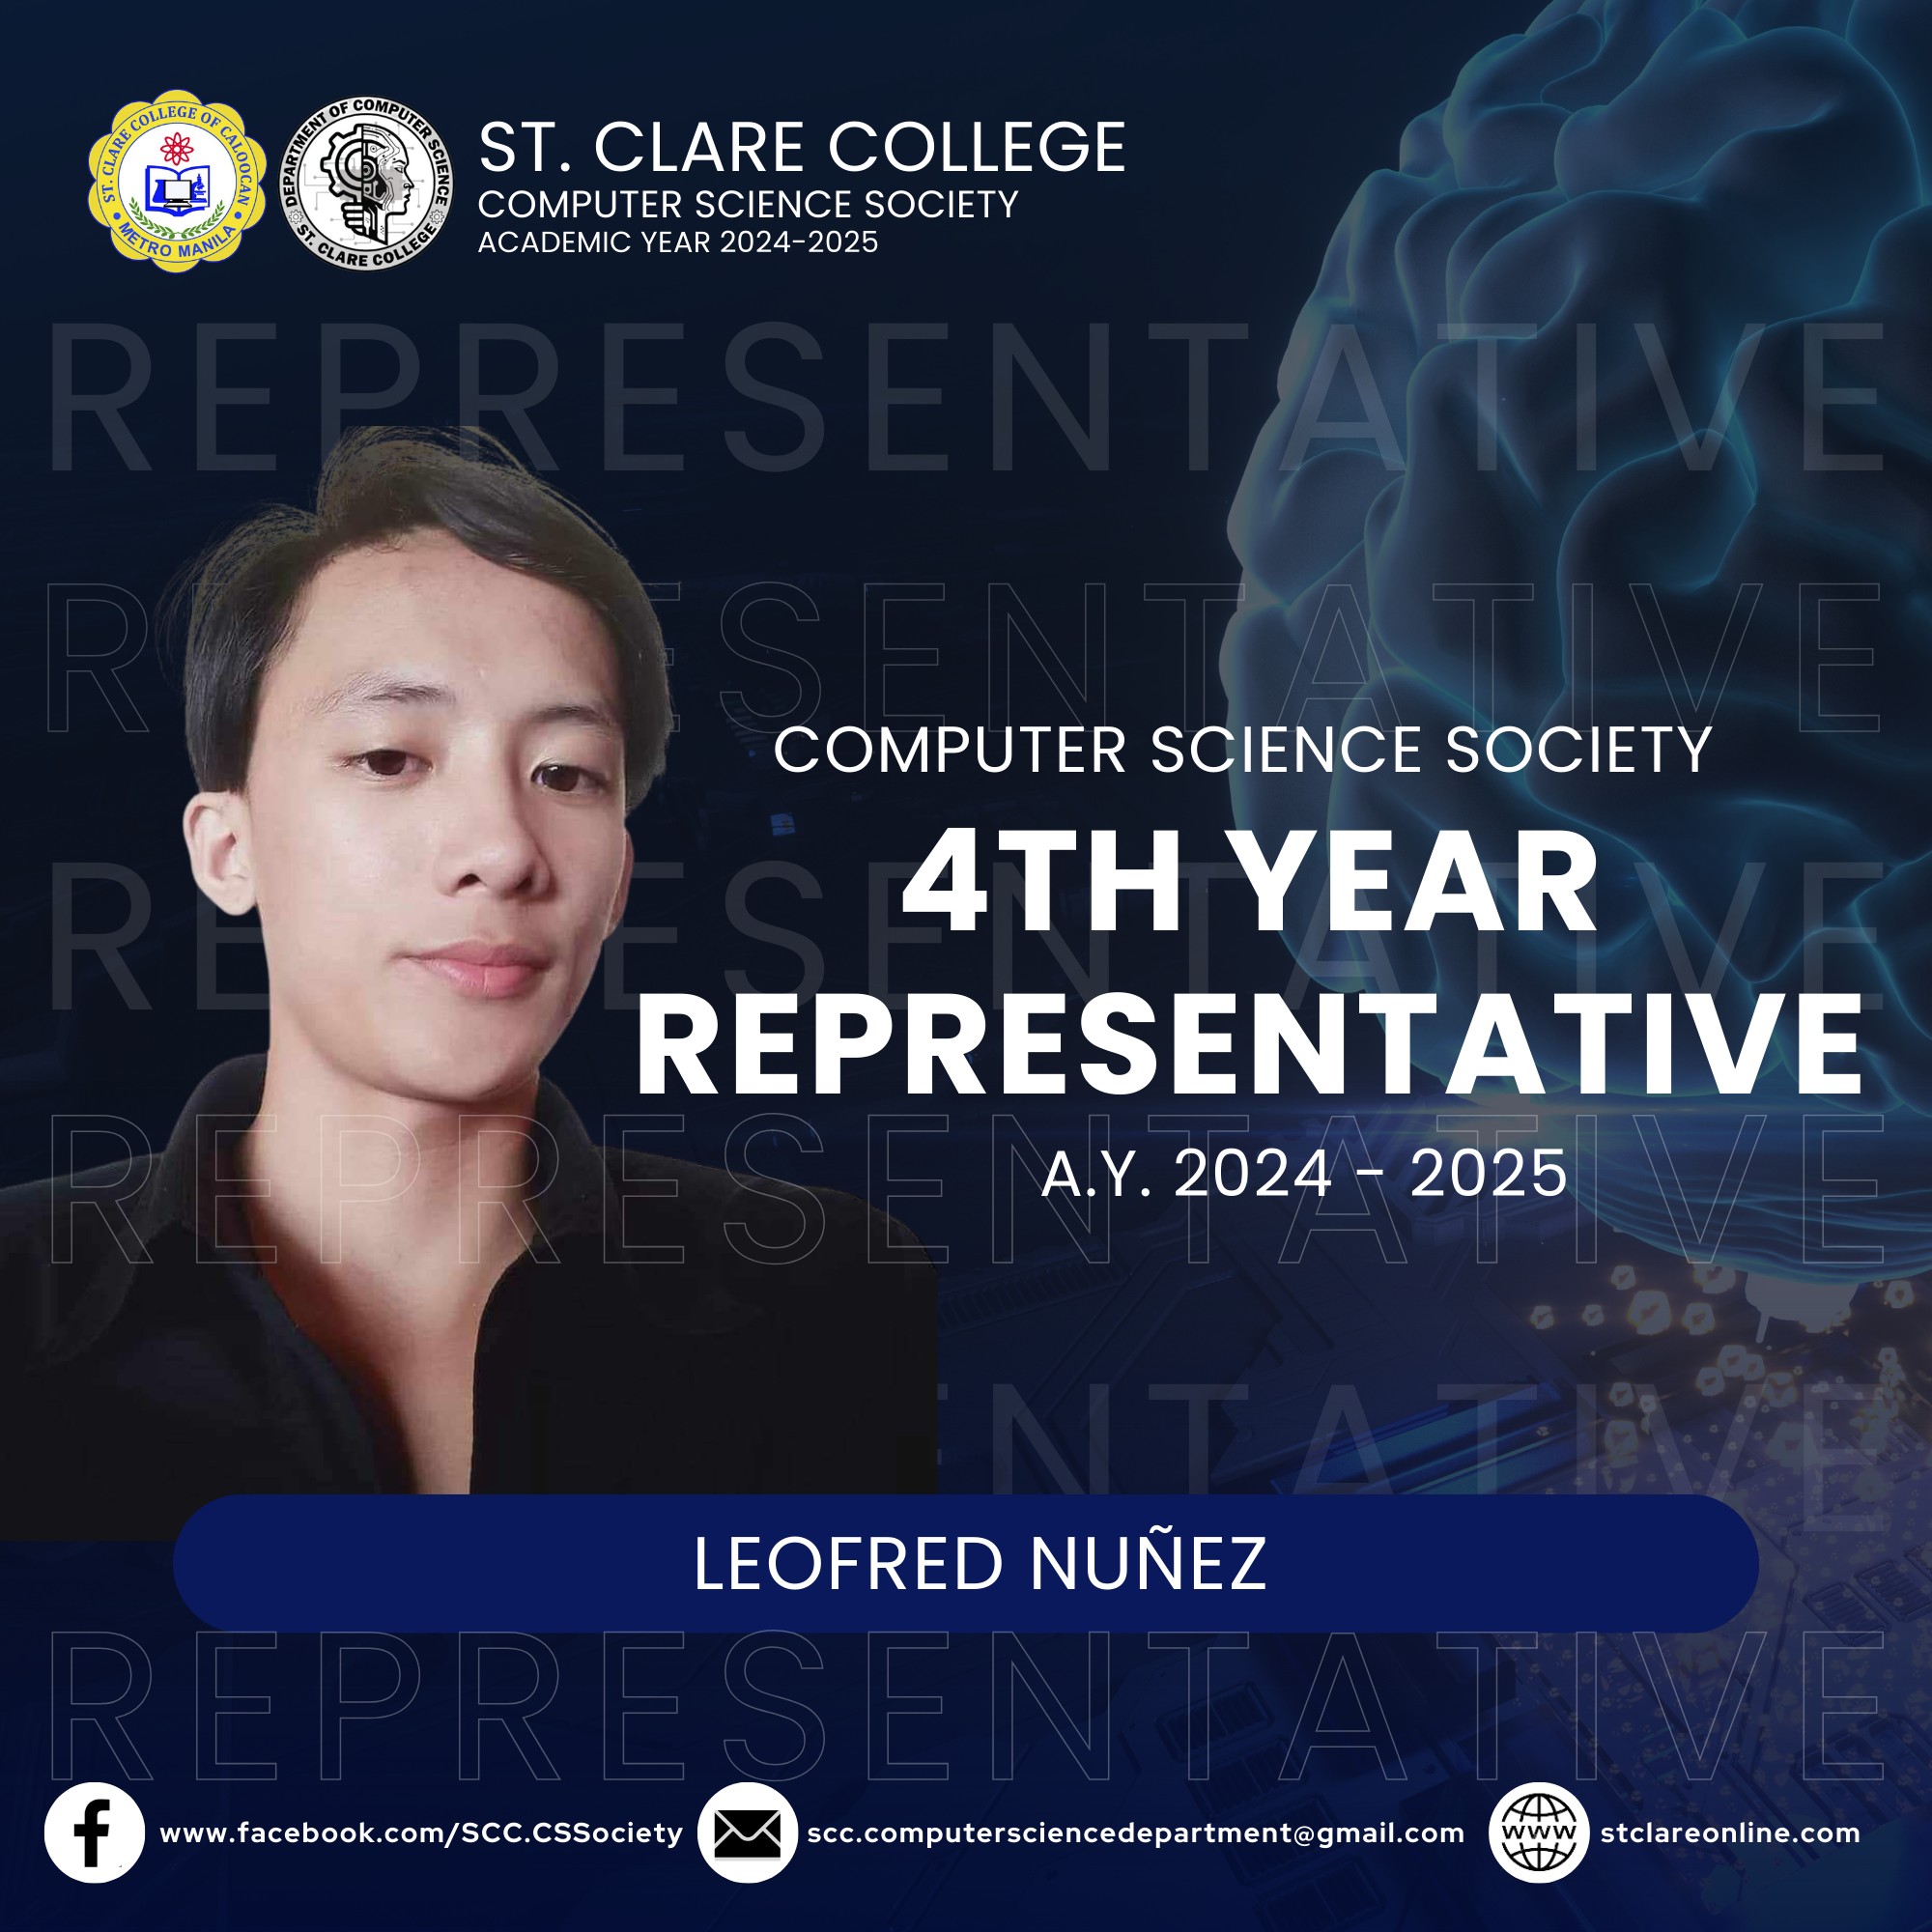 ST. CLARE COLLEGE OF CALOOCAN
METRO MANILA
DEPARTMENT OF COMPUTER SCIENCE
ST. CLARE COLLEGE
ST. CLARE COLLEGE
COMPUTER SCIENCE SOCIETY
ACADEMIC YEAR 2024-2025
REPRESENTATIVE
REPRESENTATIVE
COMPUTER SCIENCE SOCIETY
4TH YEAR
REPRESENTATIVE
REPRESENTATIVE
REPRESENTATIVE
A.Y. 2024 - 2025
REPRESENTATIVE
LEOFRED NUÑEZ
REPRESENTATIVE
www.facebook.com/SCC.CSSociety
scc.computersciencedepartment@gmail.com
www
stclareonline.com